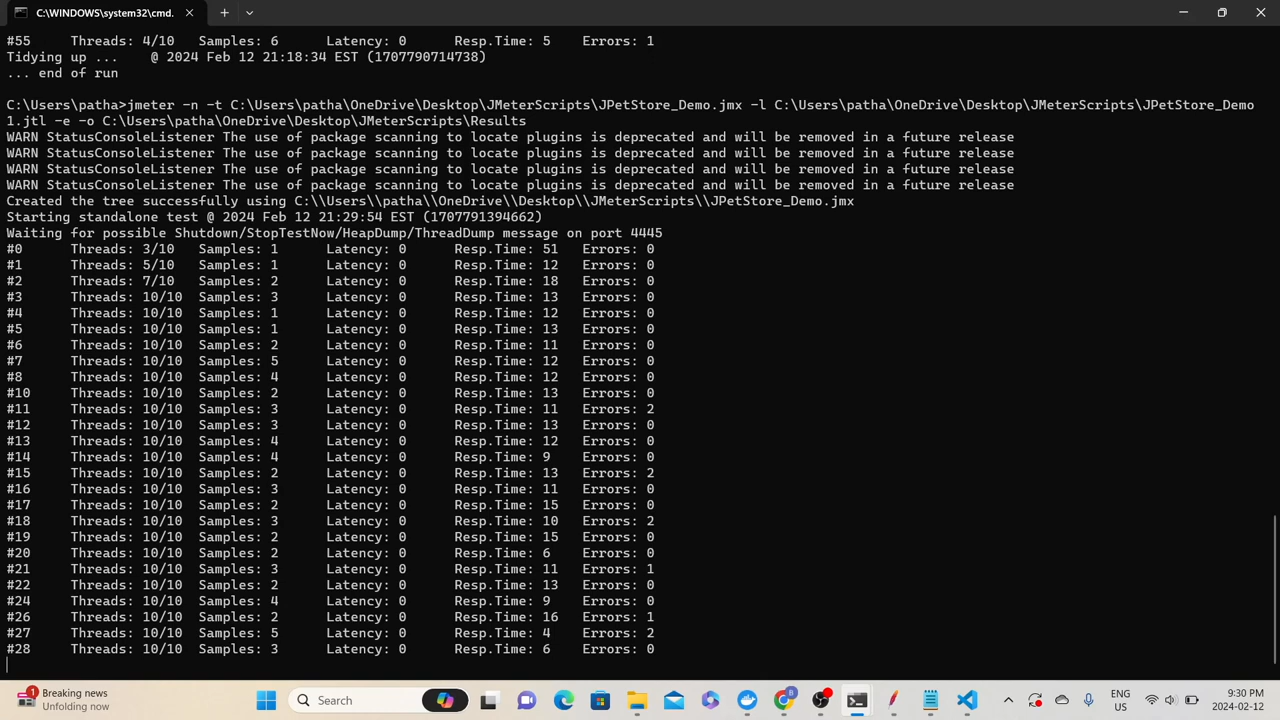 C:\WINDOWS\system32\cmd.
#55 Threads: 4/10 Samples: 6 Latency: 0 Resp.Time: 5 Errors: 1
Tidying up ... @ 2024 Feb 12 21:18:34 EST (1707790714738)
... end of run
C:\Users\patha>jmeter -n -t C:\Users\patha\OneDrive\Desktop\JMeterScripts\JPetStore_Demo.jmx -l C:\Users\patha\OneDrive\Desktop\JMeterScripts\JPetStore_Demo
1.jtl -e -o C:\Users\patha\OneDrive\Desktop\JMeterScripts\Results
WARN StatusConsoleListener The use of package scanning to locate plugins is deprecated and will be removed in a future release
WARN StatusConsoleListener The use of package scanning to locate plugins is deprecated and will be removed in a future release
WARN StatusConsoleListener The use of package scanning to locate plugins is deprecated and will be removed in a future release
WARN StatusConsoleListener The use of package scanning to locate plugins is deprecated and will be removed in a future release
Created the tree successfully using C:\\Users\\patha\\OneDrive\\Desktop\\JMeterScripts\\JPetStore_Demo.jmx
Starting standalone test @ 2024 Feb 12 21:29:54 EST (1707791394662)
Waiting for possible Shutdown/StopTestNow/HeapDump/ThreadDump message on port 4445
#0 Threads: 3/10 Samples: 1 Latency: 0 Resp.Time: 51 Errors: 0
#1 Threads: 5/10 Samples: 1 Latency: 0 Resp.Time: 12 Errors: 0
#2 Threads: 7/10 Samples: 2 Latency: 0 Resp.Time: 18 Errors: 0
#3 Threads: 10/10 Samples: 3 Latency: 0 Resp.Time: 13 Errors: 0
#4 Threads: 10/10 Samples: 1 Latency: 0 Resp.Time: 12 Errors: 0
#5 Threads: 10/10 Samples: 1 Latency: 0 Resp.Time: 13 Errors: 0
#6 Threads: 10/10 Samples: 2 Latency: 0 Resp.Time: 11 Errors: 0
#7 Threads: 10/10 Samples: 5 Latency: 0 Resp.Time: 12 Errors: 0
#8 Threads: 10/10 Samples: 4 Latency: 0 Resp.Time: 12 Errors: 0
#10 Threads: 10/10 Samples: 2 Latency: 0 Resp.Time: 13 Errors: 0
#11 Threads: 10/10 Samples: 3 Latency: 0 Resp.Time: 11 Errors: 2
#12 Threads: 10/10 Samples: 3 Latency: 0 Resp.Time: 13 Errors: 0
#13 Threads: 10/10 Samples: 4 Latency: 0 Resp.Time: 12 Errors: 0
#14 Threads: 10/10 Samples: 4 Latency: 0 Resp.Time: 9 Errors: 0
#15 Threads: 10/10 Samples: 2 Latency: 0 Resp.Time: 13 Errors: 2
#16 Threads: 10/10 Samples: 3 Latency: 0 Resp.Time: 11 Errors: 0
#17 Threads: 10/10 Samples: 2 Latency: 0 Resp.Time: 15 Errors: 0
#18 Threads: 10/10 Samples: 3 Latency: 0 Resp.Time: 10 Errors: 2
#19 Threads: 10/10 Samples: 2 Latency: 0 Resp.Time: 15 Errors: 0
#20 Threads: 10/10 Samples: 2 Latency: 0 Resp.Time: 6 Errors: 0
#21 Threads: 10/10 Samples: 3 Latency: 0 Resp.Time: 11 Errors: 1
#22 Threads: 10/10 Samples: 2 Latency: 0 Resp.Time: 13 Errors: 0
#24 Threads: 10/10 Samples: 4 Latency: 0 Resp.Time: 9 Errors: 0
#26 Threads: 10/10 Samples: 2 Latency: 0 Resp.Time: 16 Errors: 1
#27 Threads: 10/10 Samples: 5 Latency: 0 Resp.Time: 4 Errors: 2
#28 Threads: 10/10 Samples: 3 Latency: 0 Resp.Time: 6 Errors: 0
1
Breaking news
Unfolding now
Search
B
ENG
US
9:30 PM
2024-02-12